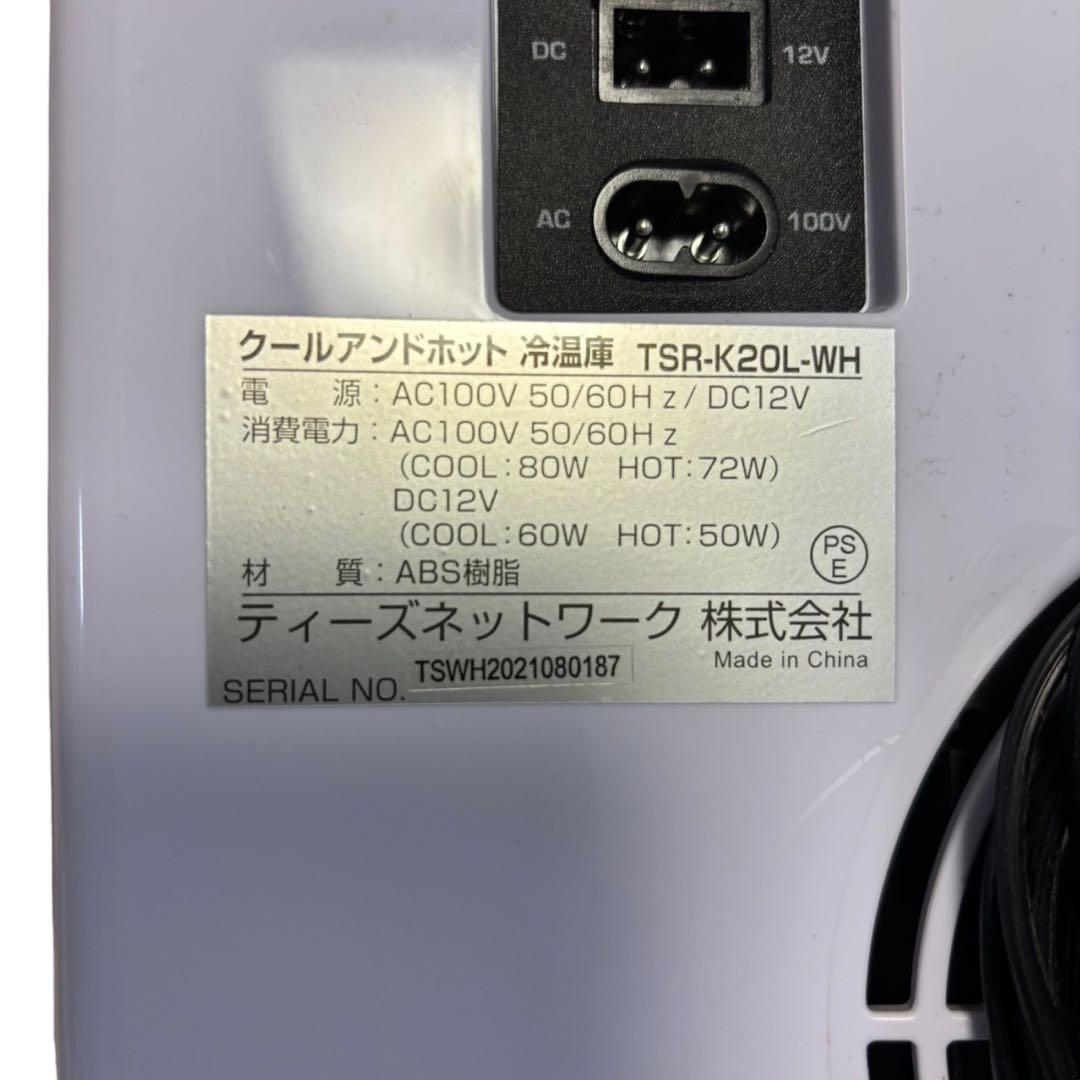 DC 12V
AC 100V
クールアンドホット 冷温庫 TSR-K20L-WH
電 源：AC100V 50/60Hz/DC12V
消費電力：AC100V 50/60Hz
(COOL:80W HOT:72W)
DC12V
(COOL:60W HOT:50W)
PS
E
材 質：ABS樹脂
ティーズネットワーク 株式会社
Made in China
SERIAL NO. TSWH2021080187